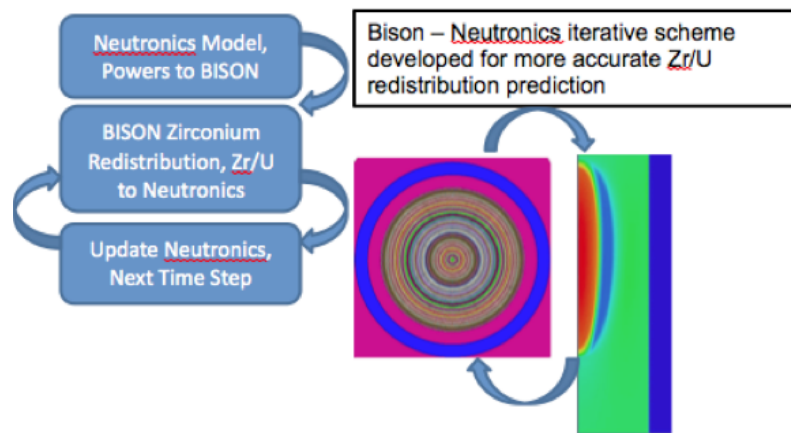 Neutronics Model,
Powers to BISON
BISON Zirconium
Redistribution, Zr/U
to Neutronics
Update Neutronics,
Next Time Step
Bison – Neutronics iterative scheme
developed for more accurate Zr/U
redistribution prediction